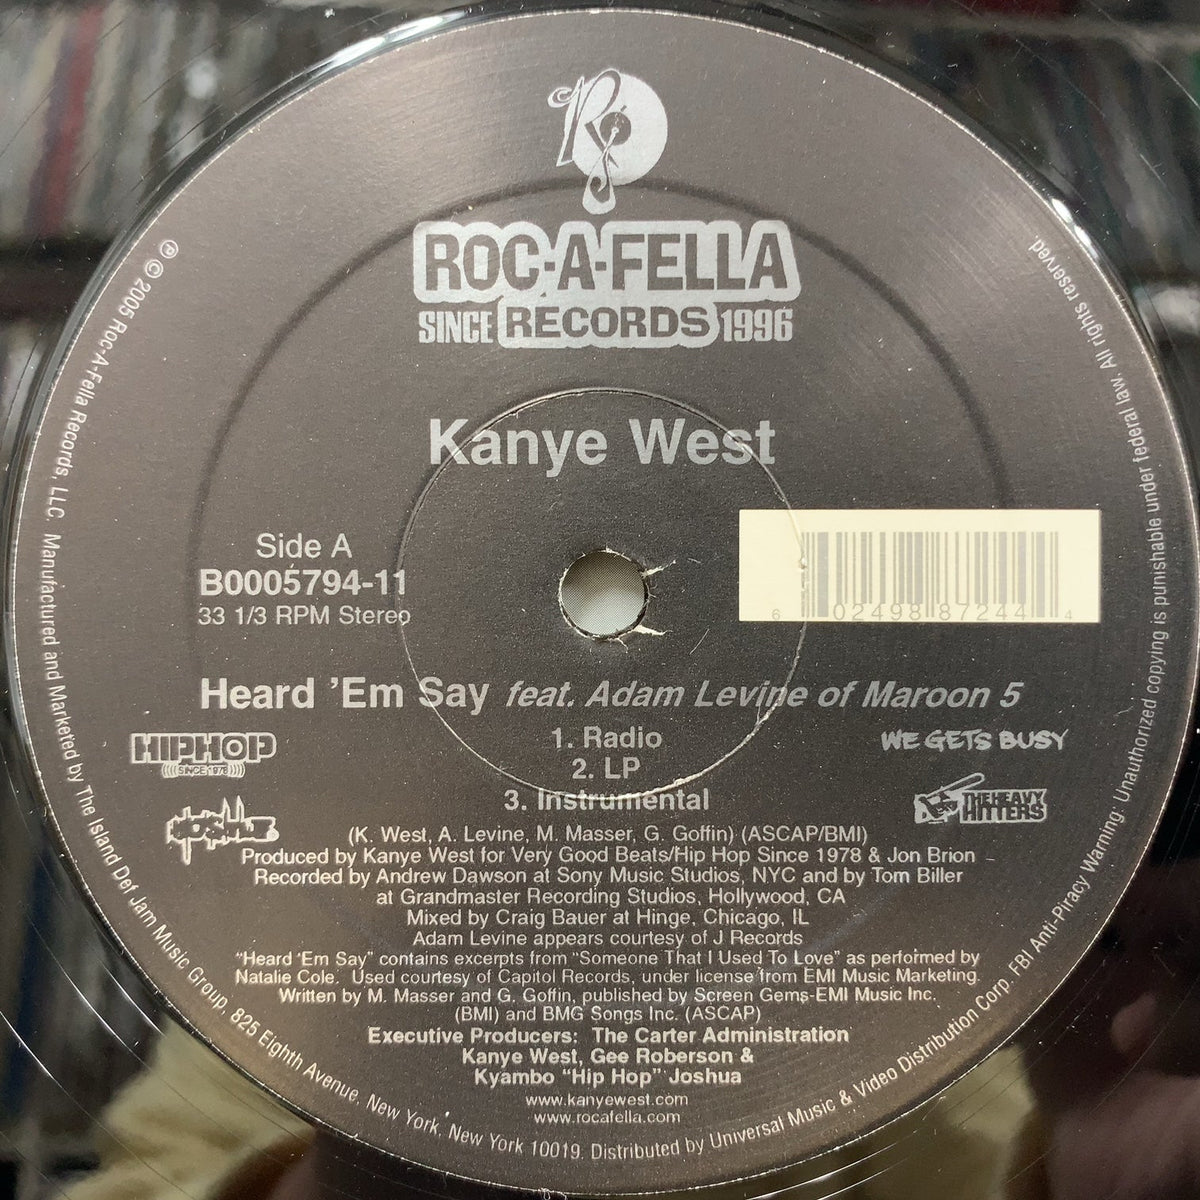 ROC-A-FELLA
SINCE RECORDS 1996
Kanye West
Side A
B0005794-11
33 1/3 RPM Stereo
6 02498 87244 4
Heard 'Em Say feat. Adam Levine of Maroon 5
1. Radio
2. LP
3. Instrumental
HIPHOP
SINCE 1978
WE GETS BUSY
THE HEAVY
HITTERS
(K. West, A. Levine, M. Masser, G. Goffin) (ASCAP/BMI)
Produced by Kanye West for Very Good Beats/Hip Hop Since 1978 & Jon Brion
Recorded by Andrew Dawson at Sony Music Studios, NYC and by Tom Biller
at Grandmaster Recording Studios, Hollywood, CA
Mixed by Craig Bauer at Hinge, Chicago, IL
Adam Levine appears courtesy of J Records
"Heard 'Em Say" contains excerpts from "Someone That I Used To Love" as performed by
Natalie Cole. Used courtesy of Capitol Records, under license from EMI Music Marketing.
Written by M. Masser and G. Goffin, published by Screen Gems-EMI Music Inc.
(BMI) and BMG Songs Inc. (ASCAP)
Executive Producers: The Carter Administration
Kanye West, Gee Roberson &
Kyambo "Hip Hop" Joshua
www.kanyewest.com
www.rocafella.com
℗ © 2005 Roc-A-Fella Records, LLC. Manufactured and Marketed by The Island Def Jam Music Group, 825 Eighth Avenue, New York, New York 10019. Distributed by Universal Music & Video Distribution Corp. FBI Anti-Piracy Warning: Unauthorized copying is punishable under federal law. All rights reserved.